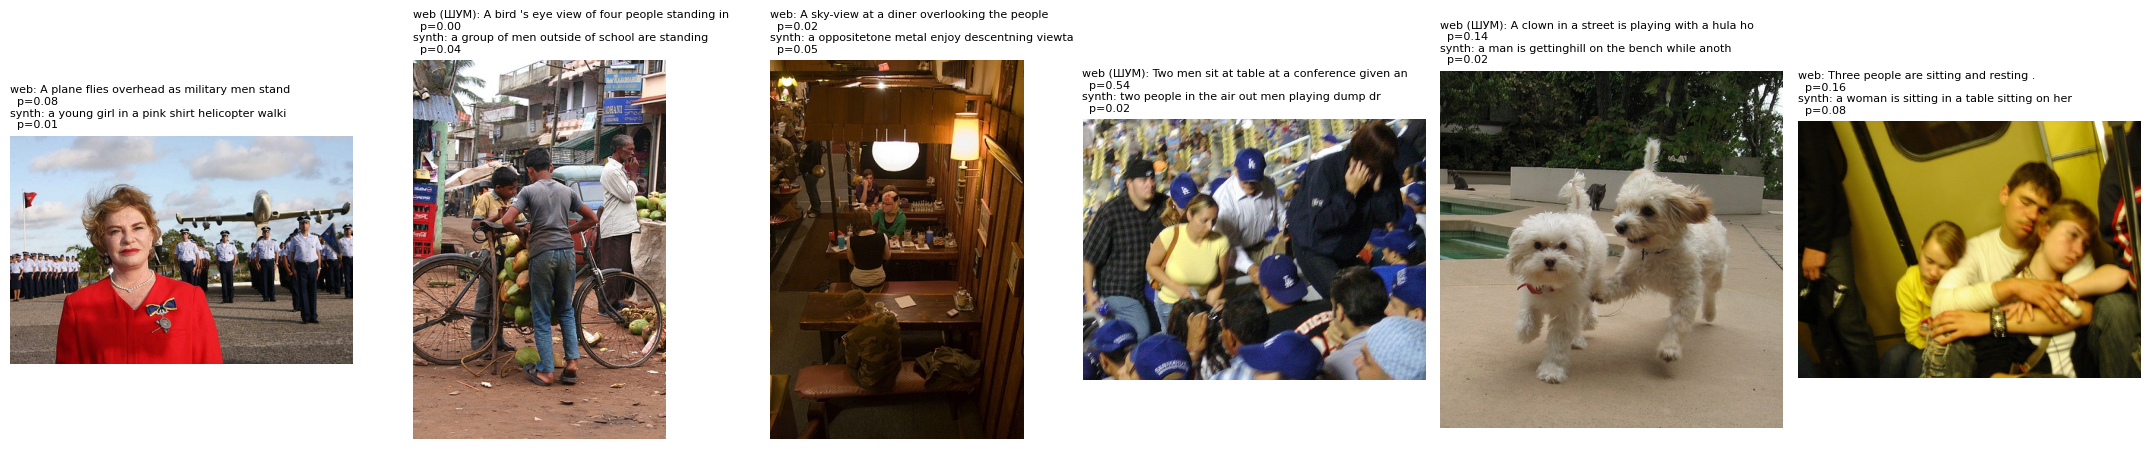 web: A plane flies overhead as military men stand
p=0.08
synth: a young girl in a pink shirt helicopter walki
p=0.01
web (ШУМ): A bird 's eye view of four people standing in
p=0.00
synth: a group of men outside of school are standing
p=0.04
web: A sky-view at a diner overlooking the people
p=0.02
synth: a oppositetone metal enjoy descentning viewta
p=0.05
web (ШУМ): Two men sit at table at a conference given an
p=0.54
synth: two people in the air out men playing dump dr
p=0.02
web (ШУМ): A clown in a street is playing with a hula ho
p=0.14
synth: a man is gettinghill on the bench while anoth
p=0.02
web: Three people are sitting and resting .
p=0.16
synth: a woman is sitting in a table sitting on her
p=0.08